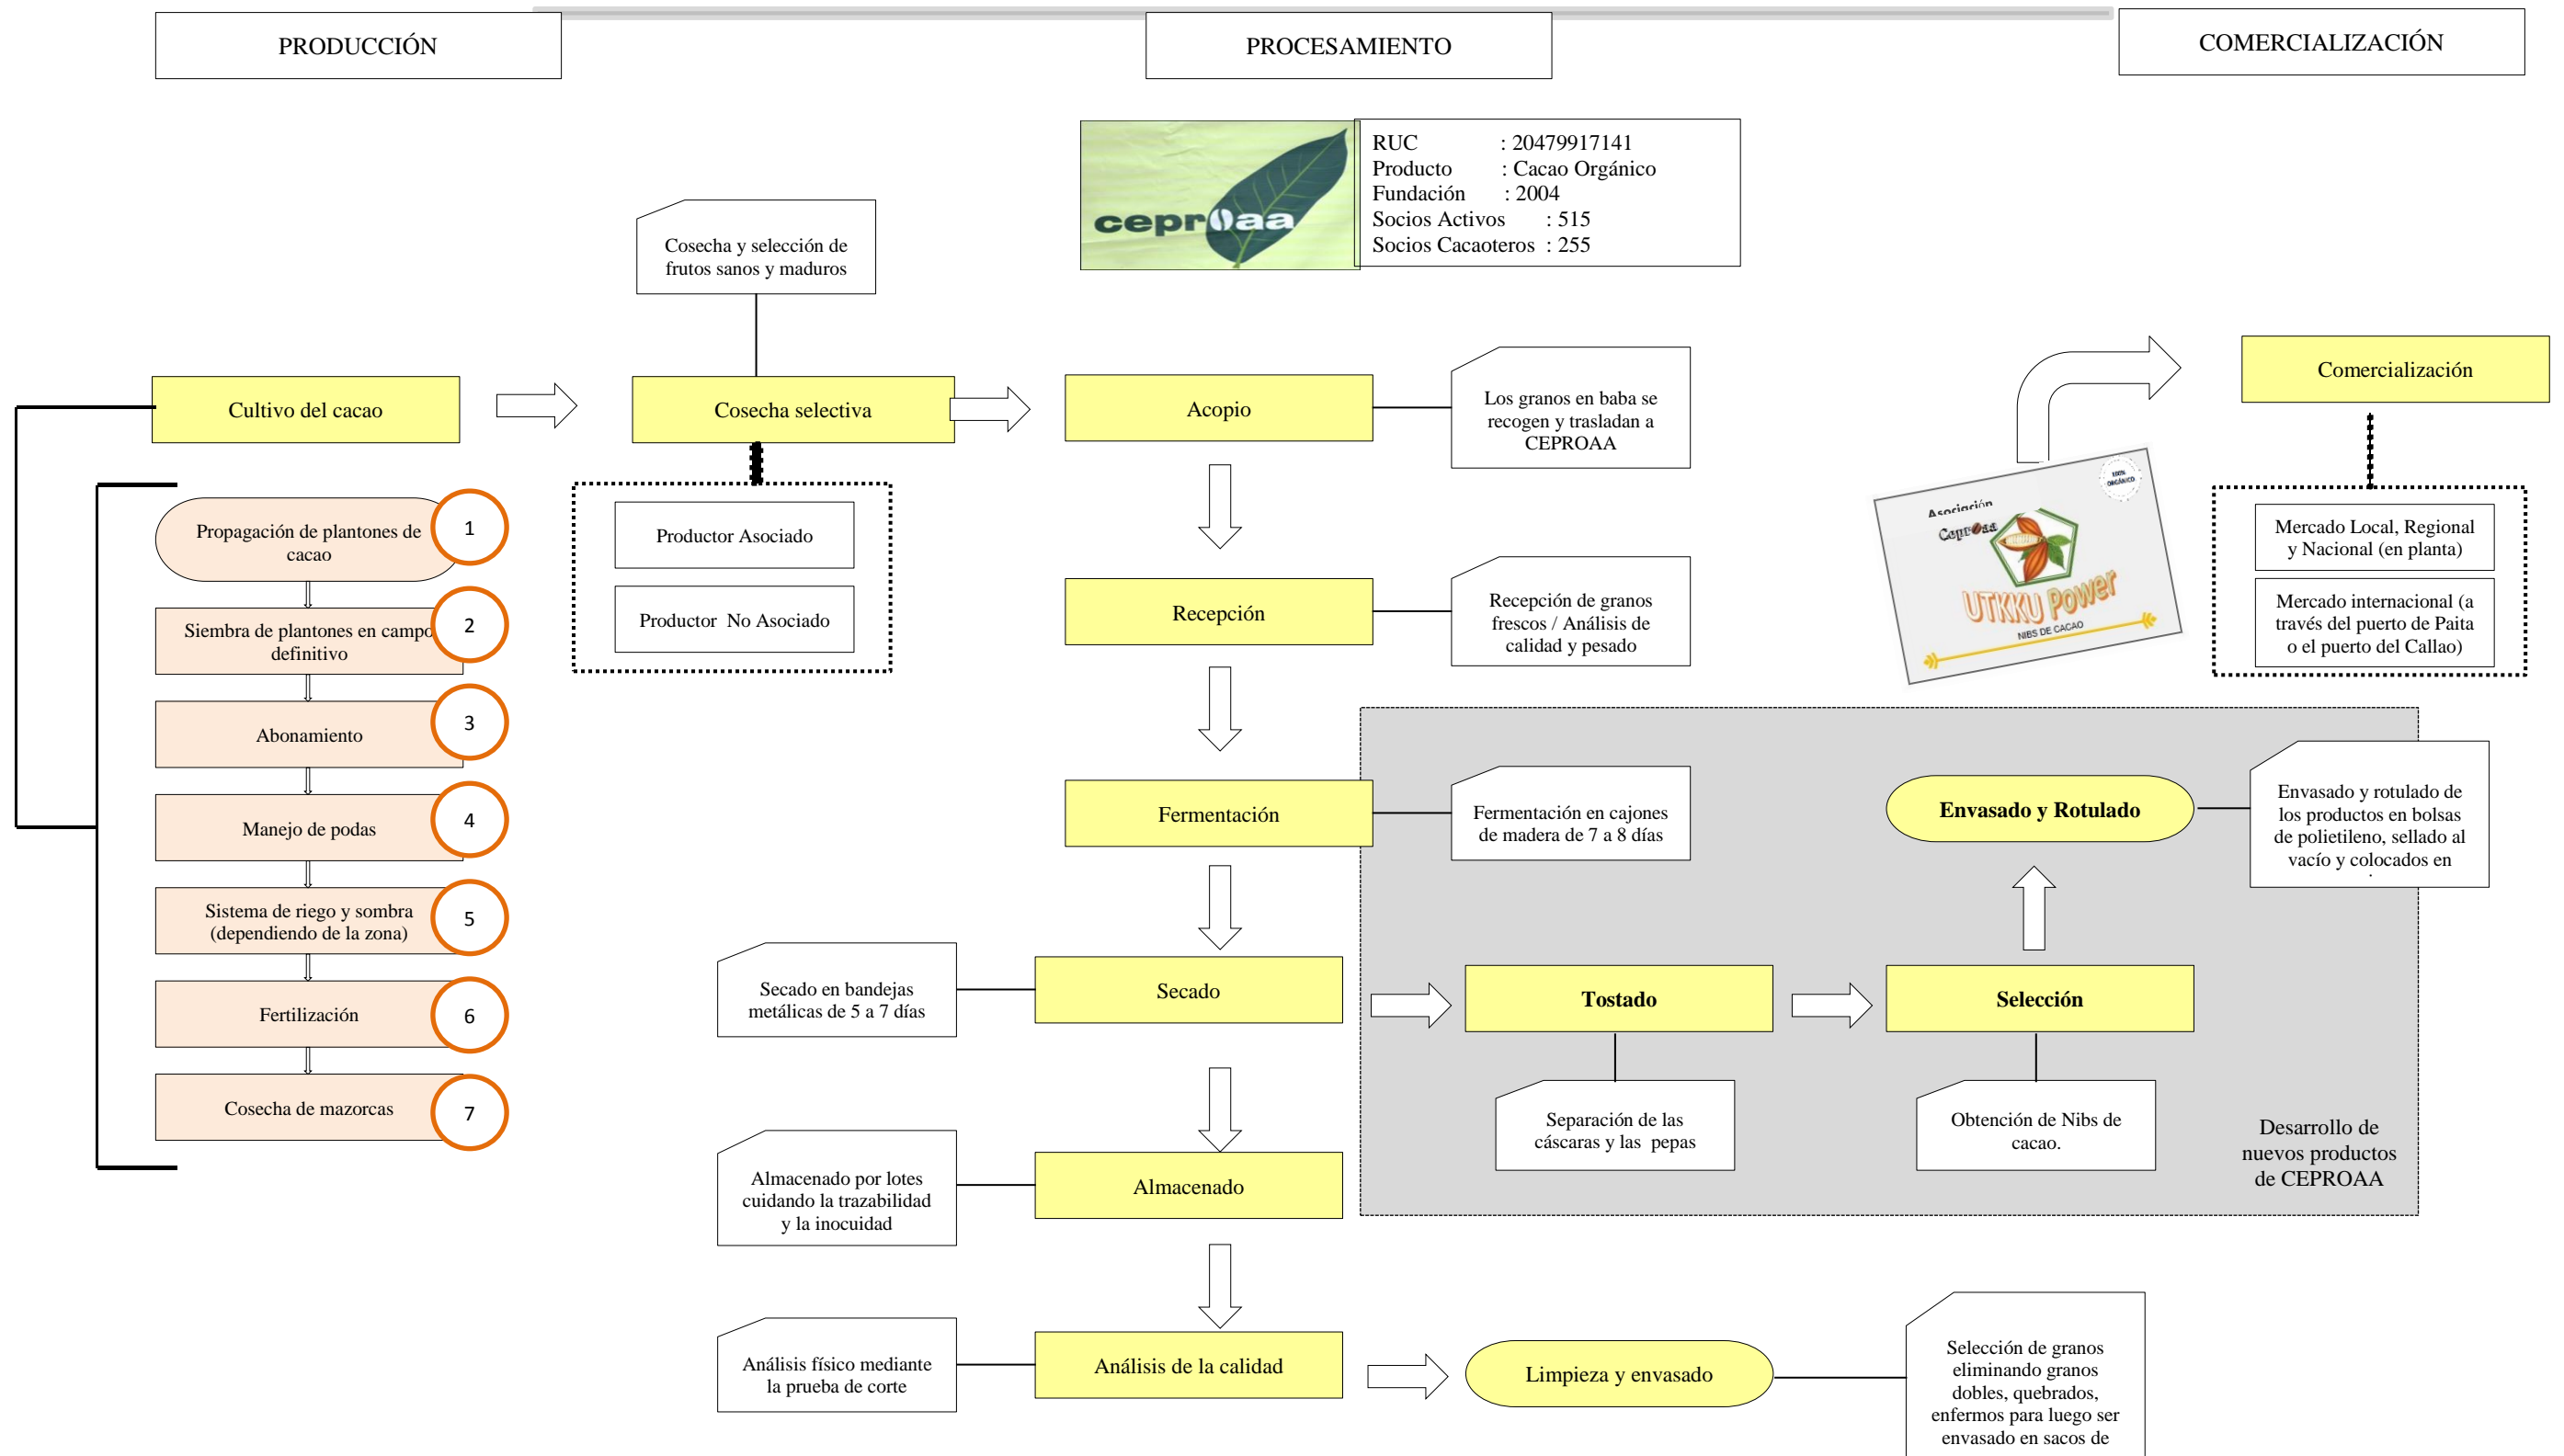 PRODUCCIÓN
PROCESAMIENTO
COMERCIALIZACIÓN
ceproaa
RUC : 20479917141
Producto : Cacao Orgánico
Fundación : 2004
Socios Activos : 515
Socios Cacaoteros : 255
Cosecha y selección de
frutos sanos y maduros
Cultivo del cacao
Cosecha selectiva
Acopio
Los granos en baba se
recogen y trasladan a
CEPROAA
Comercialización
Propagación de plantones de
cacao
1
Siembra de plantones en campo
definitivo
2
Abonamiento
3
Manejo de podas
4
Sistema de riego y sombra
(dependiendo de la zona)
5
Fertilización
6
Cosecha de mazorcas
7
Productor Asociado
Productor No Asociado
Recepción
Recepción de granos
frescos / Análisis de
calidad y pesado
100%
ORGÁNICO
Asociación
Ceproaa
UTKKU Power
NIBS DE CACAO
Mercado Local, Regional
y Nacional (en planta)
Mercado internacional (a
través del puerto de Paita
o el puerto del Callao)
Fermentación
Fermentación en cajones
de madera de 7 a 8 días
Envasado y Rotulado
Envasado y rotulado de
los productos en bolsas
de polietileno, sellado al
vacío y colocados en
Secado en bandejas
metálicas de 5 a 7 días
Secado
Tostado
Selección
Separación de las
cáscaras y las pepas
Obtención de Nibs de
cacao.
Desarrollo de
nuevos productos
de CEPROAA
Almacenado por lotes
cuidando la trazabilidad
y la inocuidad
Almacenado
Análisis físico mediante
la prueba de corte
Análisis de la calidad
Limpieza y envasado
Selección de granos
eliminando granos
dobles, quebrados,
enfermos para luego ser
envasado en sacos de